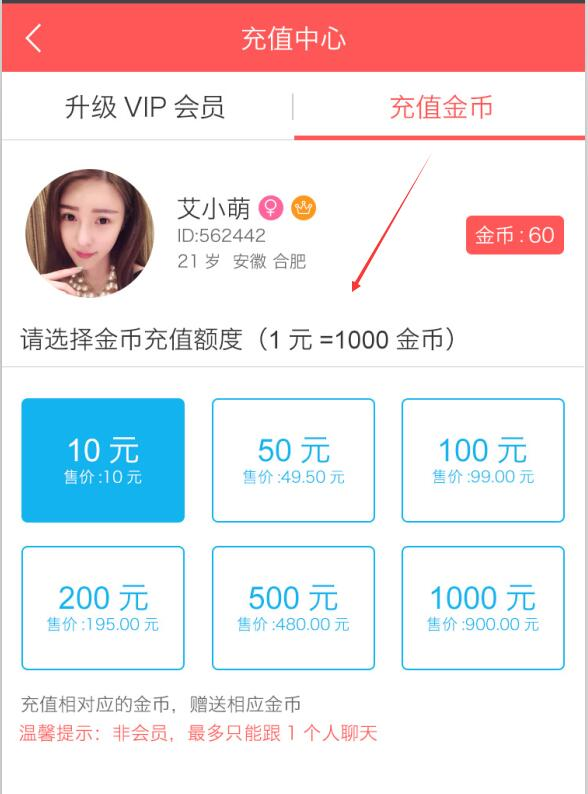 充值中心
升级 VIP 会员
充值金币
艾小萌
ID:562442
21 岁 安徽 合肥
金币 : 60
请选择金币充值额度（1 元 =1000 金币）
10 元
售价 :10 元
50 元
售价 :49.50 元
100 元
售价 :99.00 元
200 元
售价 :195.00 元
500 元
售价 :480.00 元
1000 元
售价 :900.00 元
充值相对应的金币，赠送相应金币
温馨提示：非会员，最多只能跟 1 个人聊天